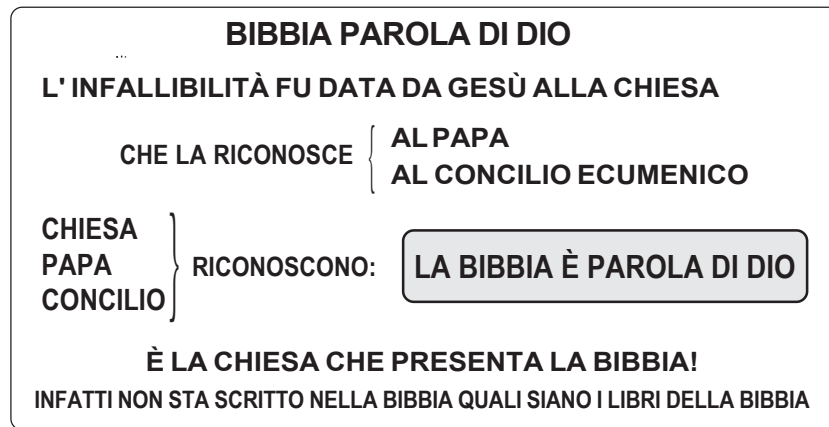 BIBBIA PAROLA DI DIO
L' INFALLIBILITÀ FU DATA DA GESÙ ALLA CHIESA
CHE LA RICONOSCE
AL PAPA
AL CONCILIO ECUMENICO
CHIESA
PAPA
CONCILIO
RICONOSCONO:
LA BIBBIA È PAROLA DI DIO
È LA CHIESA CHE PRESENTA LA BIBBIA!
INFATTI NON STA SCRITTO NELLA BIBBIA QUALI SIANO I LIBRI DELLA BIBBIA